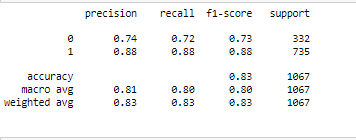 precision recall f1-score support
0 0.74 0.72 0.73 332
1 0.88 0.88 0.88 735
accuracy 0.83 1067
macro avg 0.81 0.80 0.80 1067
weighted avg 0.83 0.83 0.83 1067